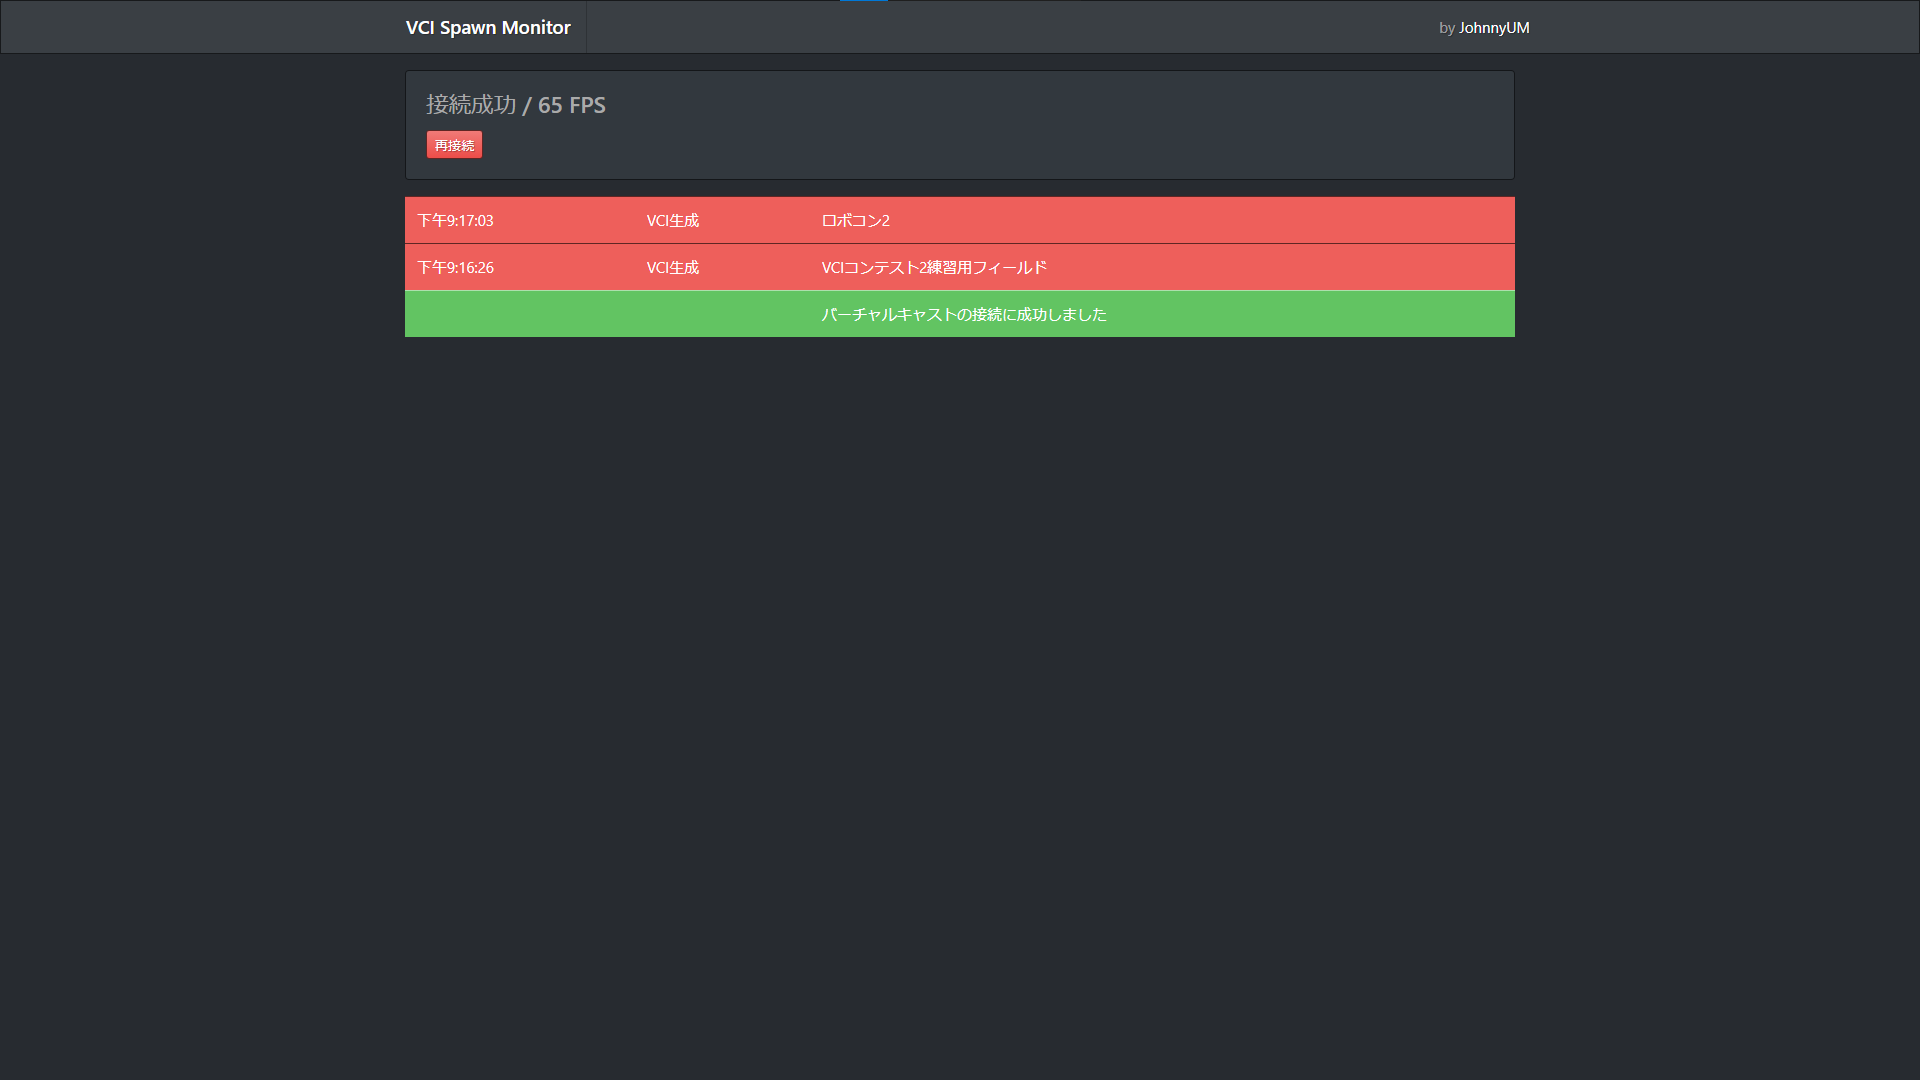 VCI Spawn Monitor
by JohnnyUM
接続成功 / 65 FPS
再接続
下午9:17:03 VCI生成 ロボコン2
下午9:16:26 VCI生成 VCIコンテスト2練習用フィールド
バーチャルキャストの接続に成功しました